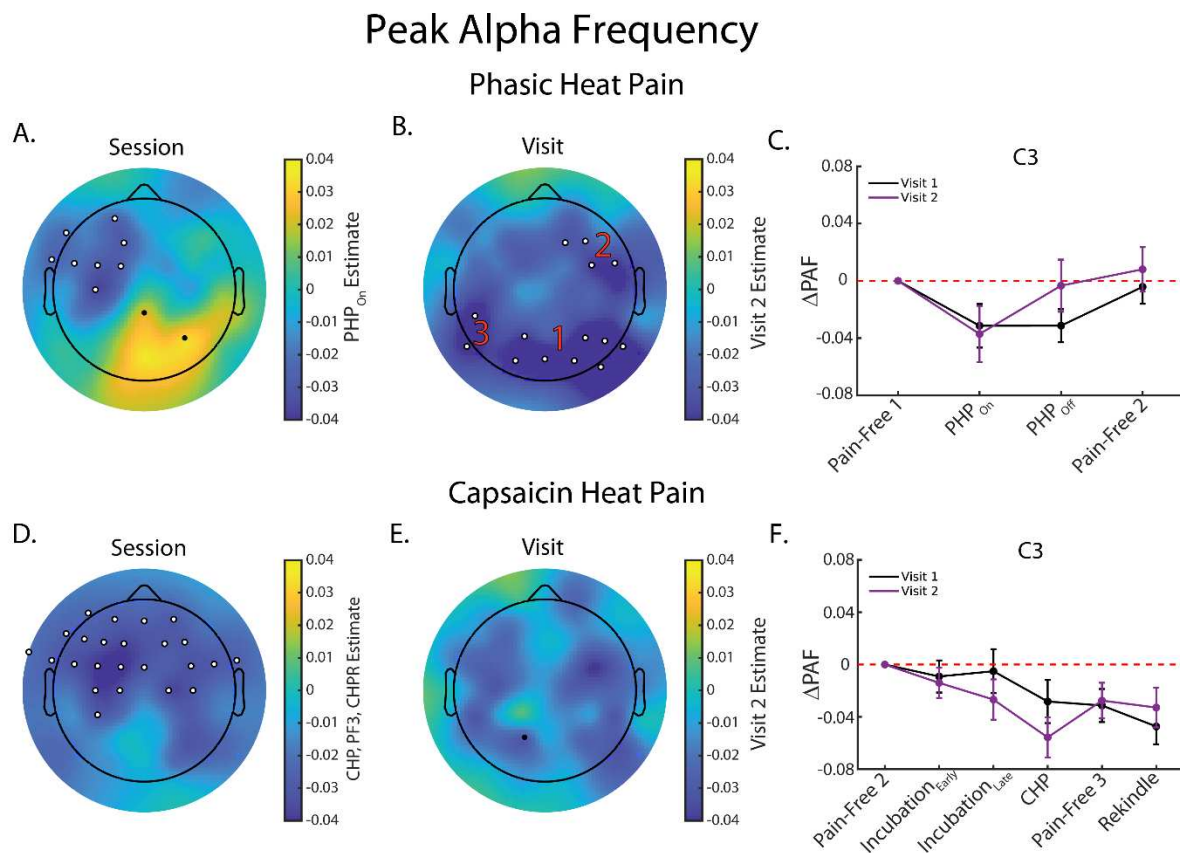 Peak Alpha Frequency
Phasic Heat Pain
A.
Session
0.04
0.03
0.02
0.01
0
-0.01
-0.02
-0.03
-0.04
PHPOn Estimate
B.
Visit
2
3
1
0.04
0.03
0.02
0.01
0
-0.01
-0.02
-0.03
-0.04
Visit 2 Estimate
C.
C3
Visit 1
Visit 2
0.08
0.04
0
-0.04
-0.08
ΔPAF
Pain-Free 1
PHPOn
PHPOff
Pain-Free 2
Capsaicin Heat Pain
D.
Session
0.04
0.03
0.02
0.01
0
-0.01
-0.02
-0.03
-0.04
CHP, PF3, CHPR Estimate
E.
Visit
0.04
0.03
0.02
0.01
0
-0.01
-0.02
-0.03
-0.04
Visit 2 Estimate
F.
C3
Visit 1
Visit 2
0.08
0.04
0
-0.04
-0.08
ΔPAF
Pain-Free 2
IncubationEarly
IncubationLate
CHP
Pain-Free 3
Rekindle